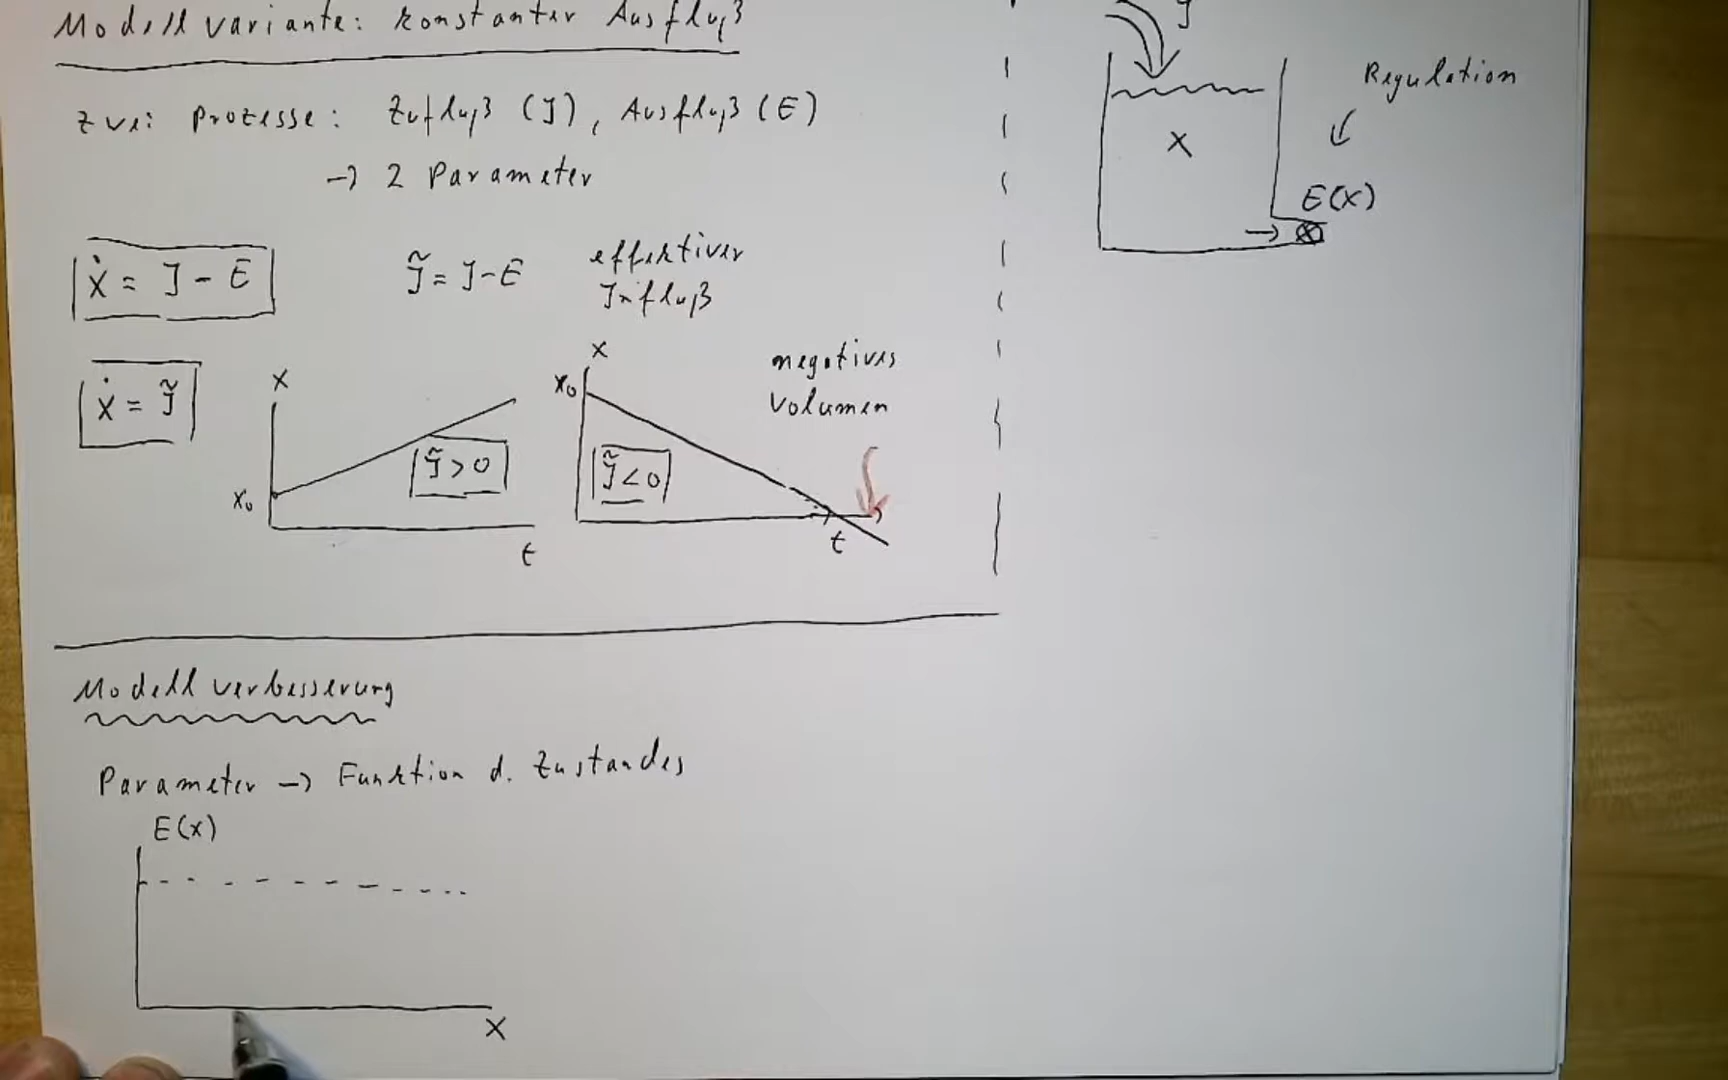 Modellvariante: konstanter Ausfluß
zwei Prozesse: Zufluß (J), Ausfluß (E)
→ 2 Parameter
ẋ = J - E
J̃ = J - E
effektiver
Influß
ẋ = J̃
x
x₀
J̃ > 0
t
x
x₀
J̃ < 0
t
negatives
Volumen
Modellverbesserung
Parameter → Funktion d. Zustandes
E(x)
x
J
Regulation
x
E(x)